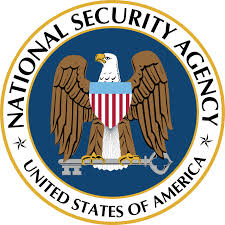 NATIONAL SECURITY AGENCY
UNITED STATES OF AMERICA